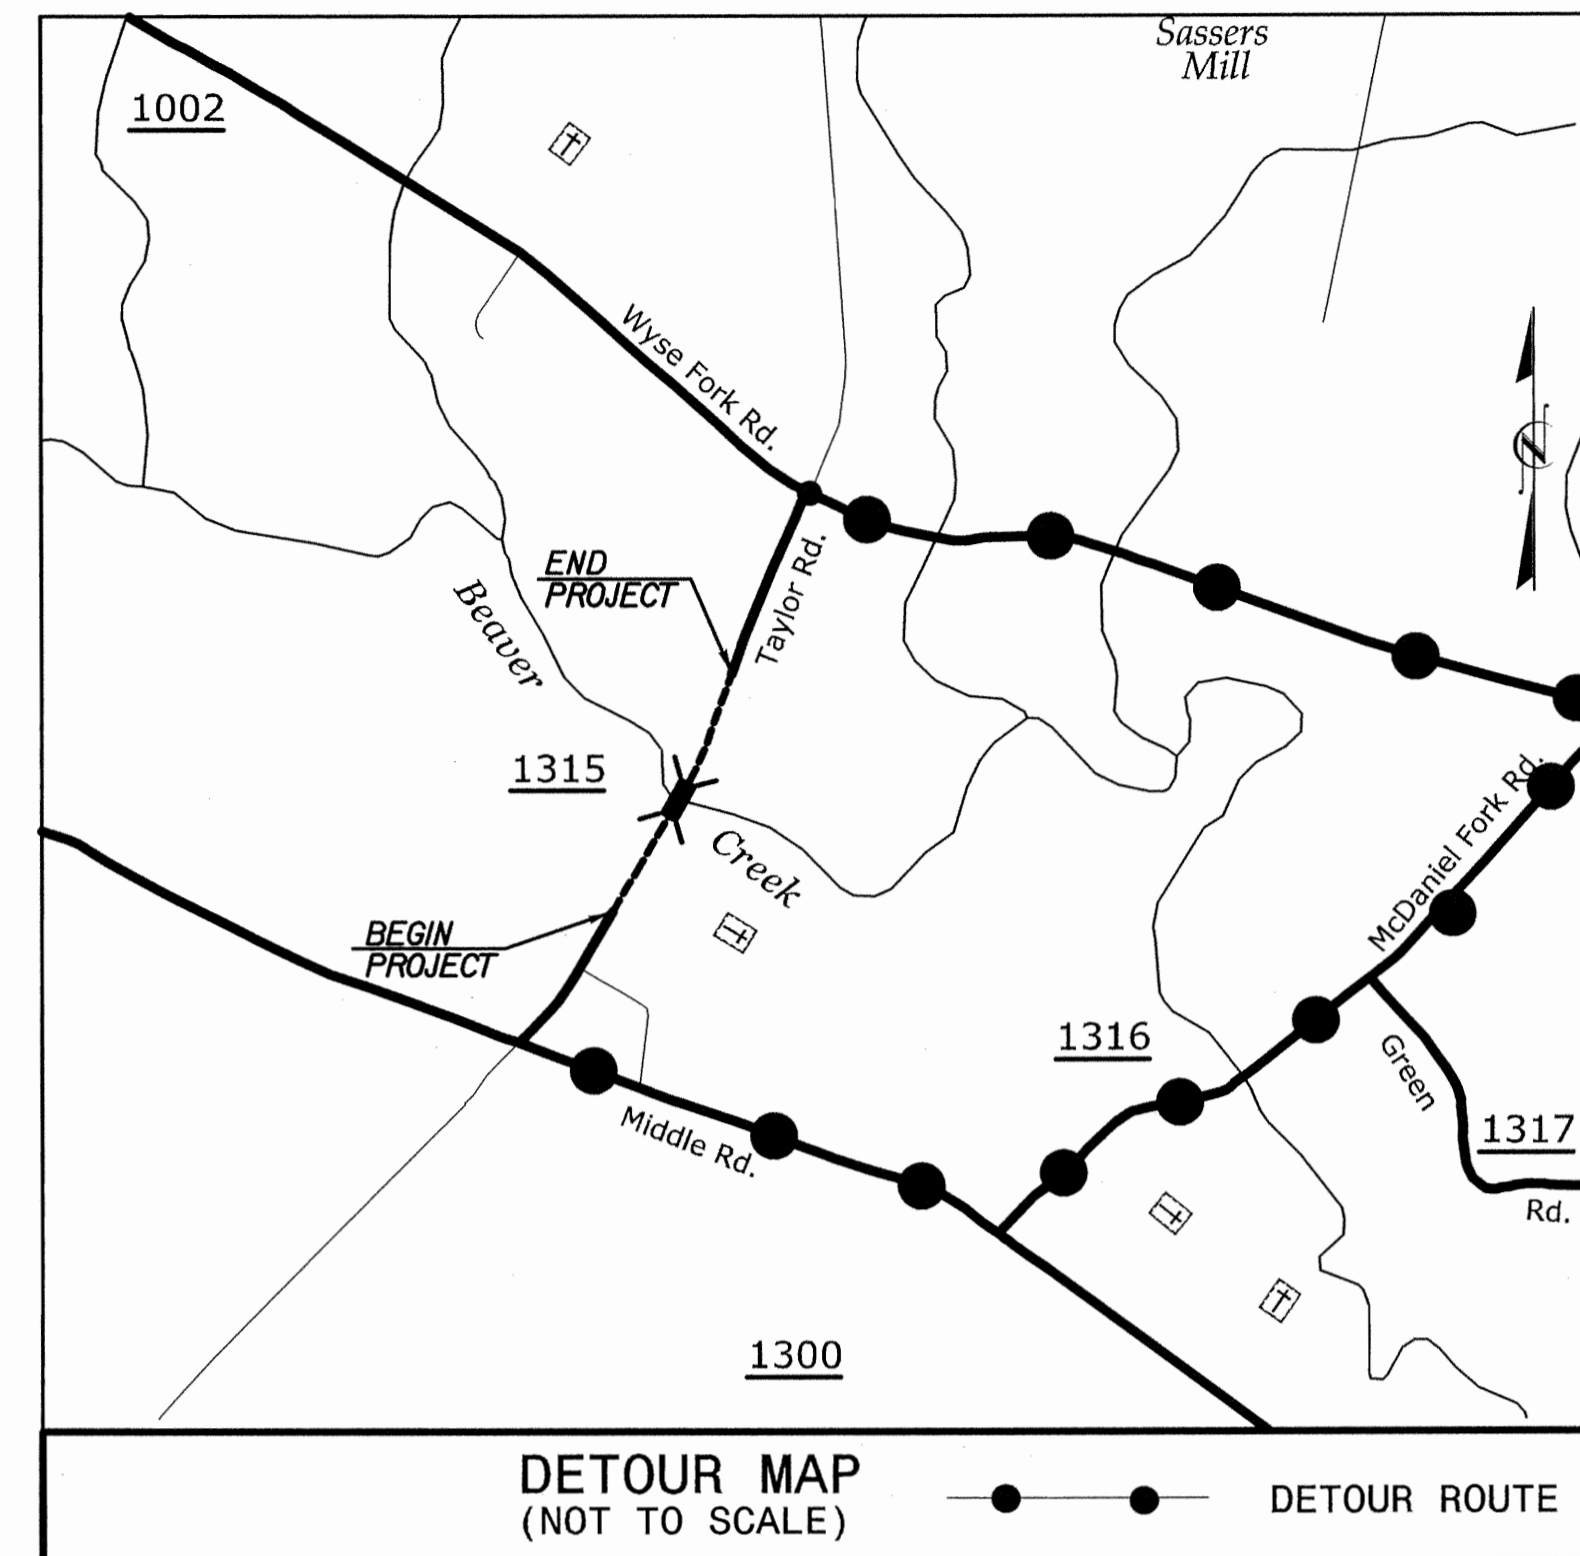 Sassers
Mill
1002
Wyse Fork Rd.
N
END
PROJECT
Taylor Rd.
Beaver
1315
McDaniel Fork Rd.
Creek
BEGIN
PROJECT
1316
Green
Middle Rd.
1317
Rd.
1300
DETOUR MAP
(NOT TO SCALE)
DETOUR ROUTE